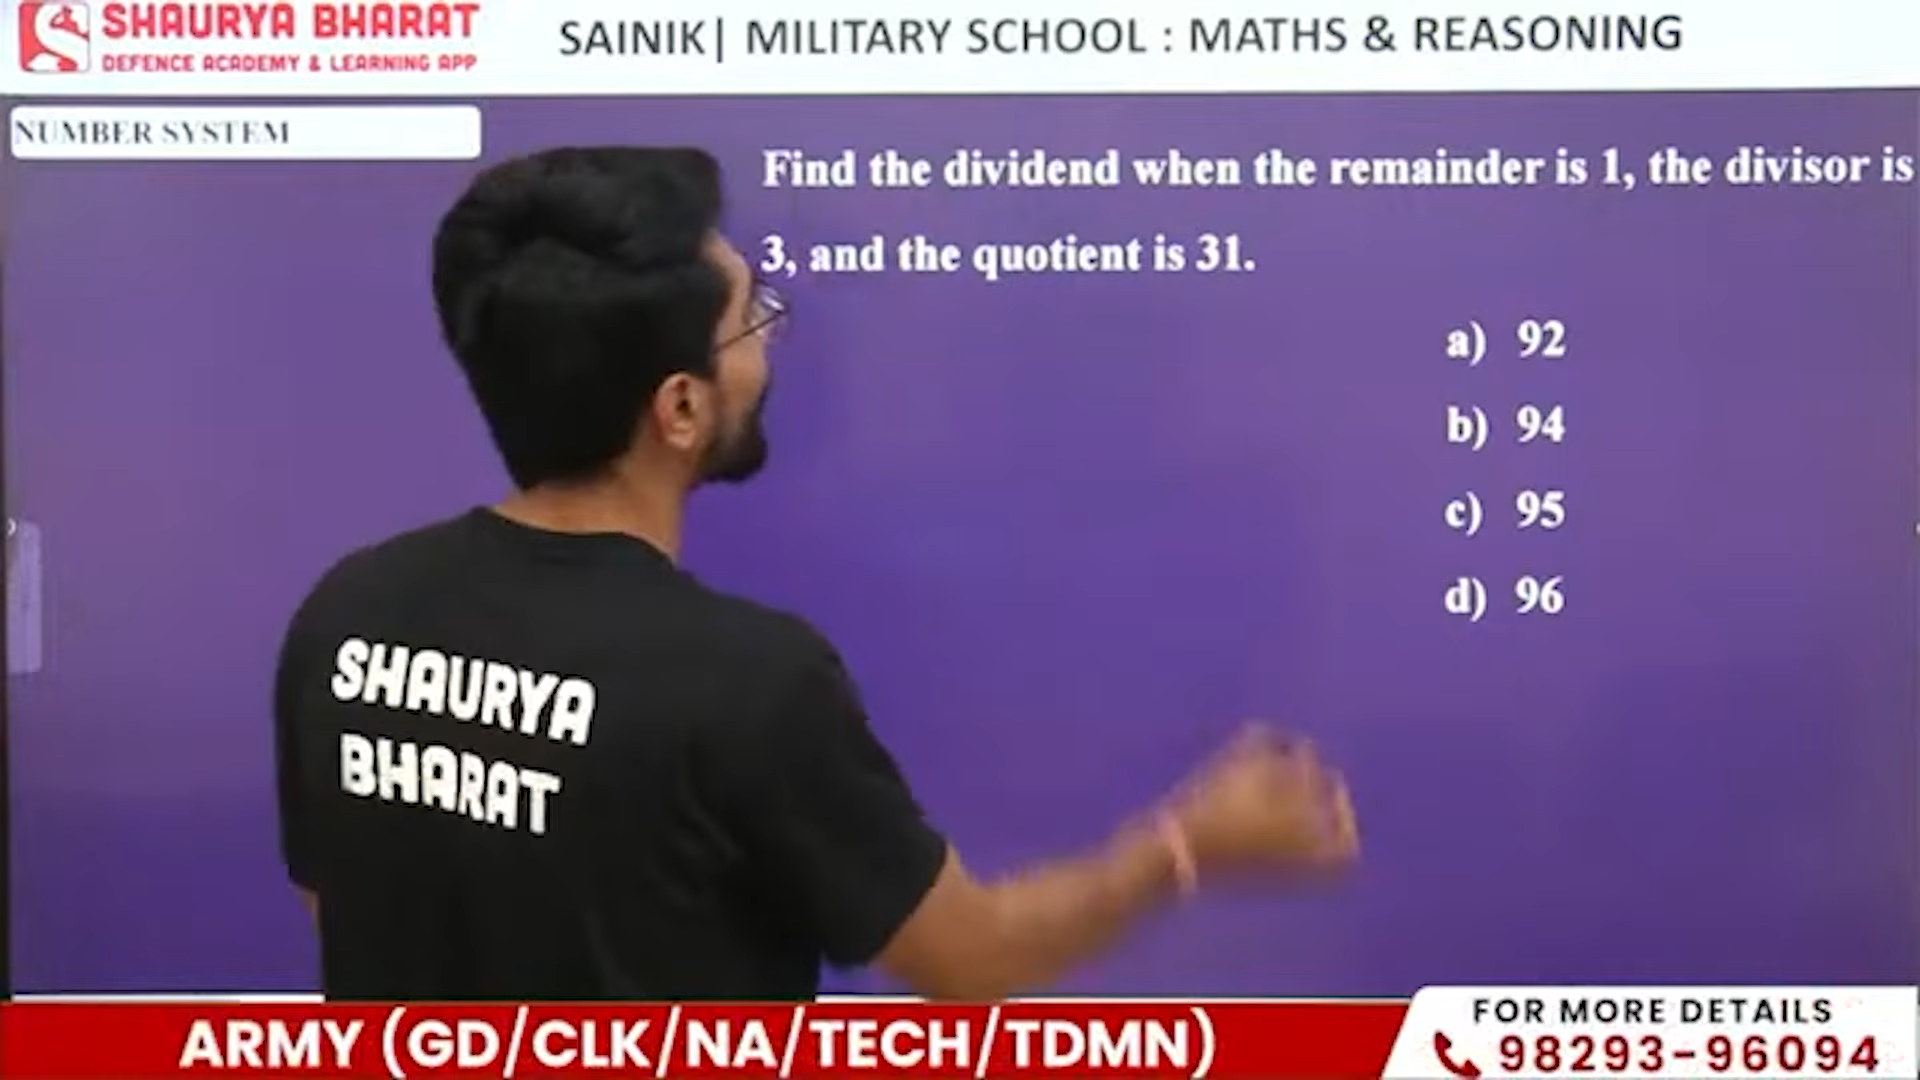 SHAURYA BHARAT
DEFENCE ACADEMY & LEARNING APP
SAINIK| MILITARY SCHOOL : MATHS & REASONING
NUMBER SYSTEM
Find the dividend when the remainder is 1, the divisor is
3, and the quotient is 31.
a) 92
b) 94
c) 95
d) 96
SHAURYA
BHARAT
ARMY (GD/CLK/NA/TECH/TDMN)
FOR MORE DETAILS
98293-96094